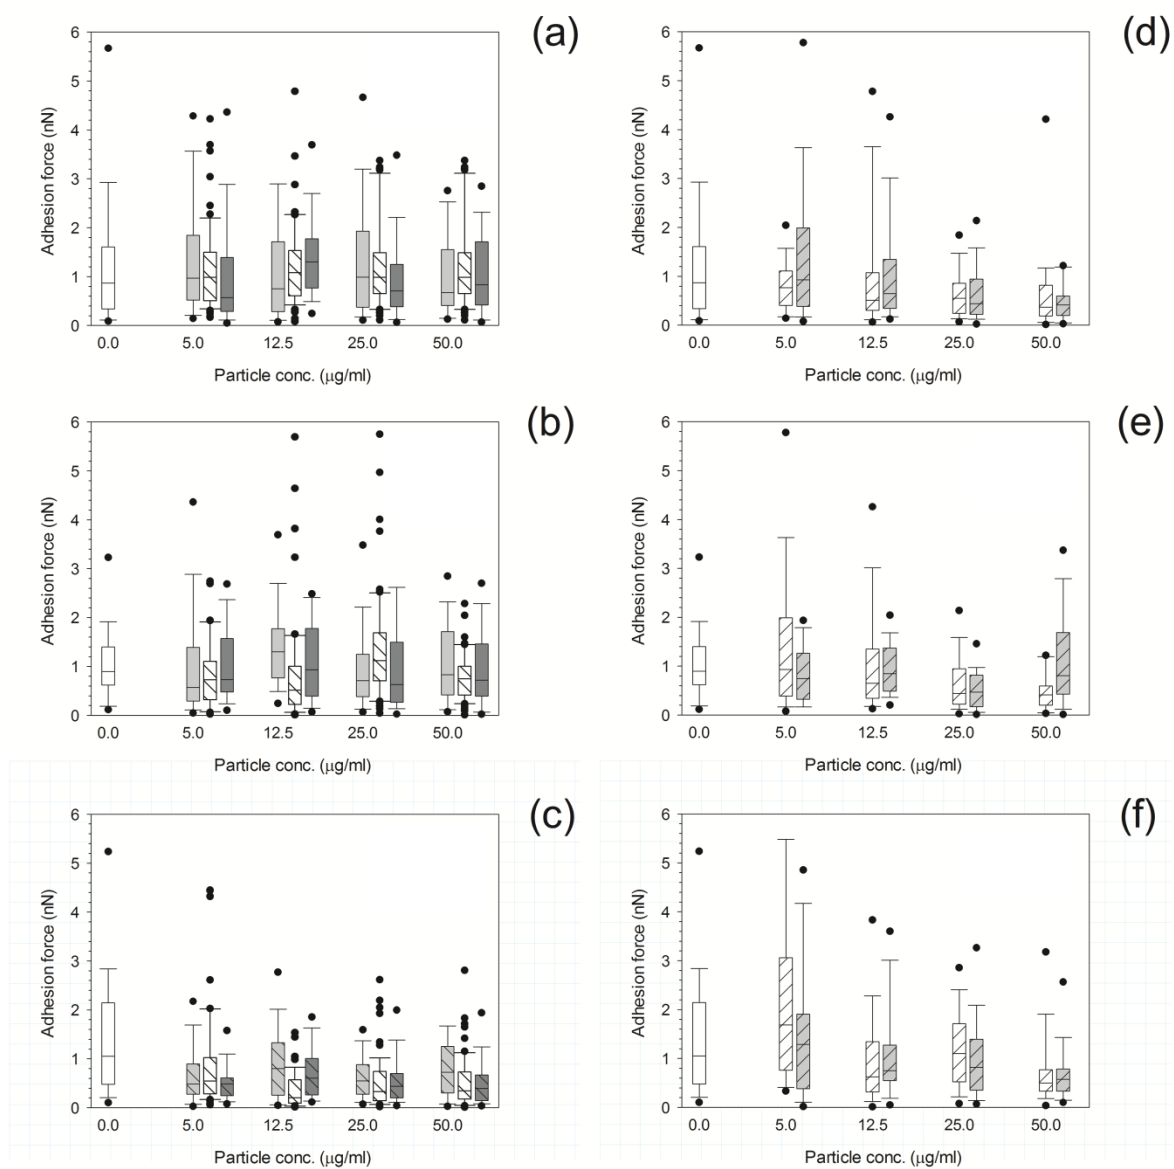 (a)
6
5
4
3
2
1
0
Adhesion force (nN)
0.0 5.0 12.5 25.0 50.0
Particle conc. (μg/ml)
(d)
6
5
4
3
2
1
0
Adhesion force (nN)
0.0 5.0 12.5 25.0 50.0
Particle conc. (μg/ml)
(b)
6
5
4
3
2
1
0
Adhesion force (nN)
0.0 5.0 12.5 25.0 50.0
Particle conc. (μg/ml)
(e)
6
5
4
3
2
1
0
Adhesion force (nN)
0.0 5.0 12.5 25.0 50.0
Particle conc. (μg/ml)
(c)
6
5
4
3
2
1
0
Adhesion force (nN)
0.0 5.0 12.5 25.0 50.0
Particle conc. (μg/ml)
(f)
6
5
4
3
2
1
0
Adhesion force (nN)
0.0 5.0 12.5 25.0 50.0
Particle conc. (μg/ml)